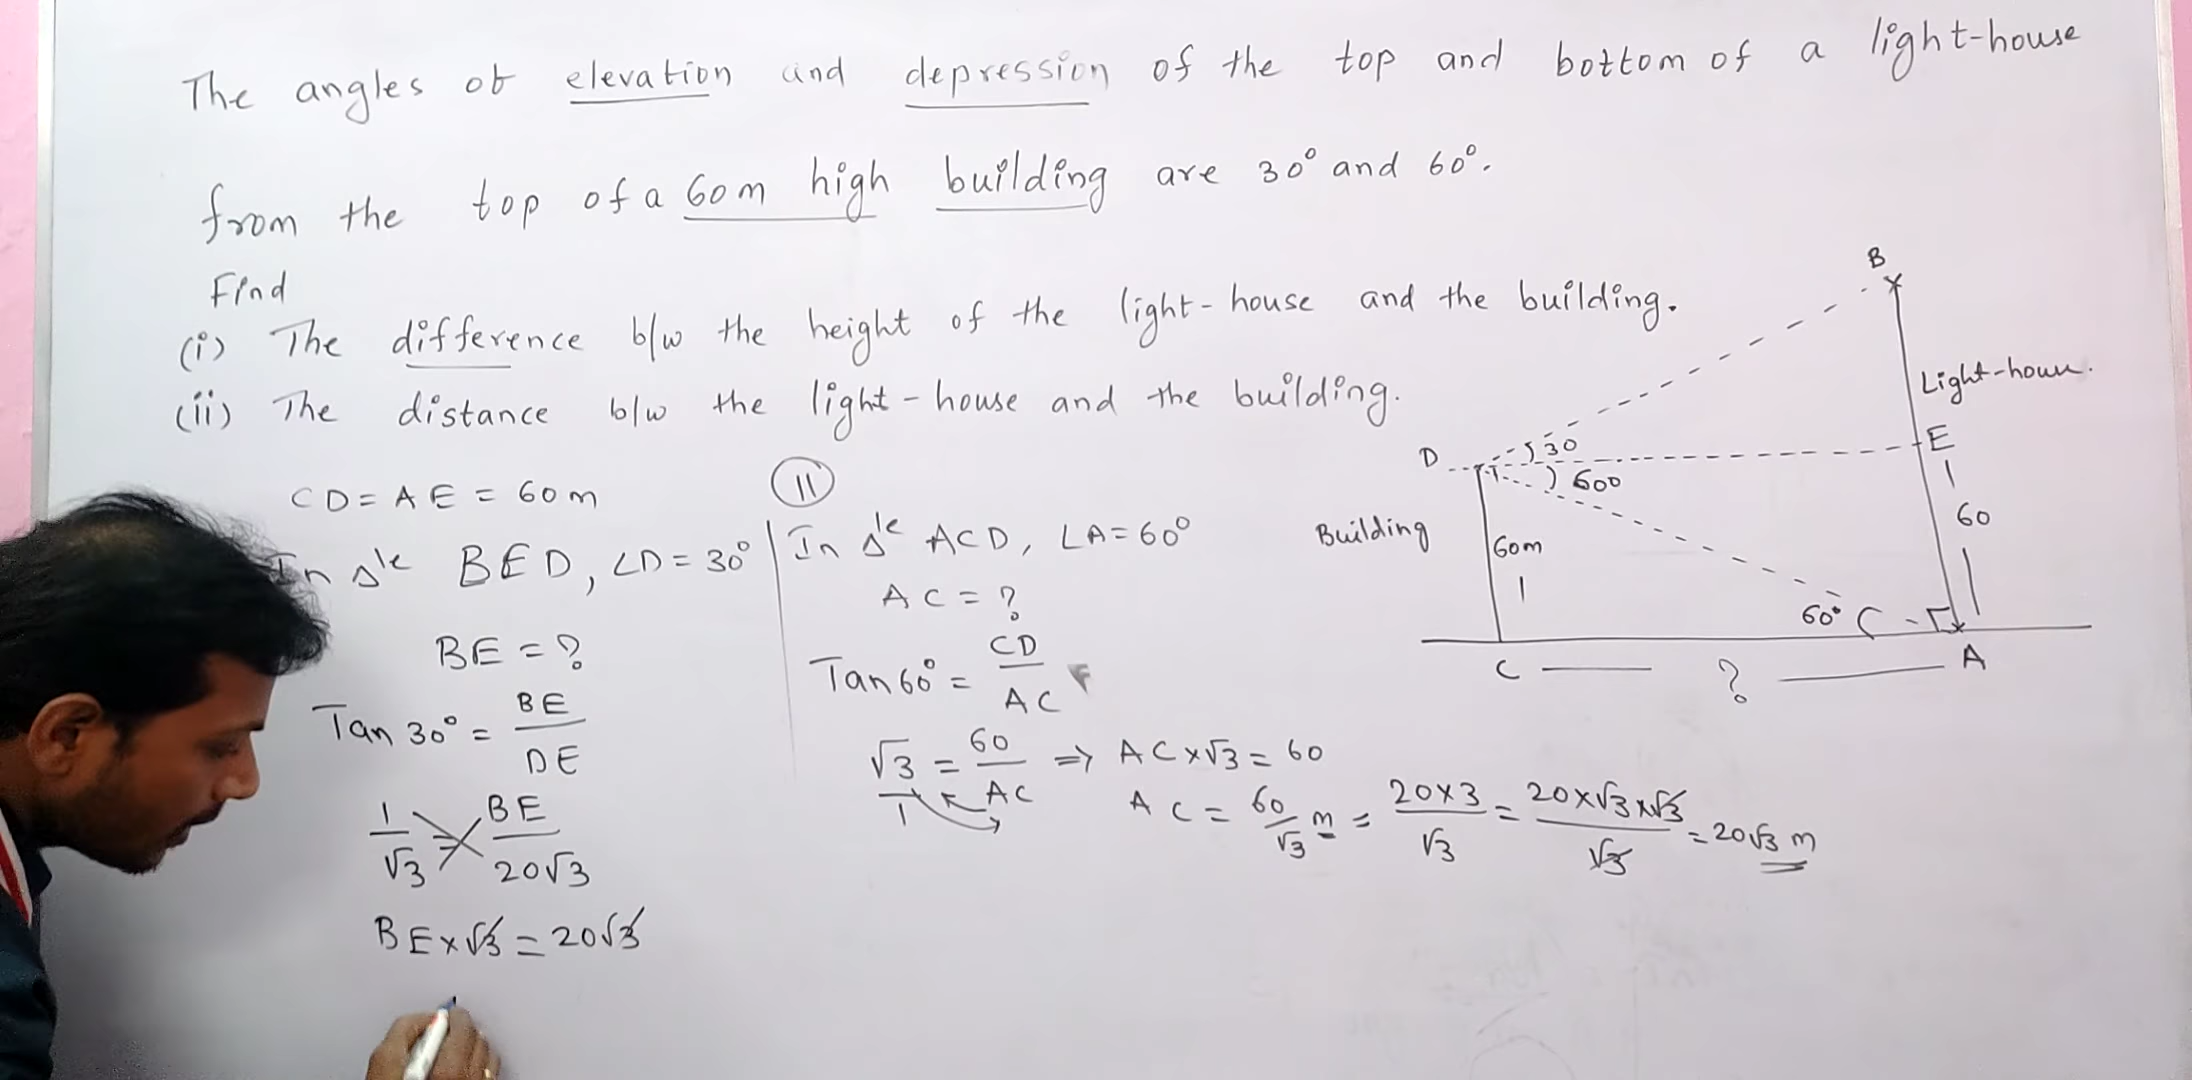 The angles of elevation and depression of the top and bottom of a light-house
from the top of a 60m high building are 30° and 60°.
Find
(i) The difference b/w the height of the light-house and the building.
(ii) The distance b/w the light-house and the building.
CD = AE = 60m
In Δle BED, ∠D = 30°
BE = ?
Tan 30° = BE/DE
1/√3 = BE/20√3
BE x √3 = 20√3
II
In Δle ACD, ∠A = 60°
AC = ?
Tan 60° = CD/AC
√3/1 = 60/AC => AC x √3 = 60
AC = 60/√3 m = 20x3/√3 = 20x√3x√3/√3 = 20√3 m
B
Light-house.
D 30 E
60°
Building 60m 60
60°
C ? A